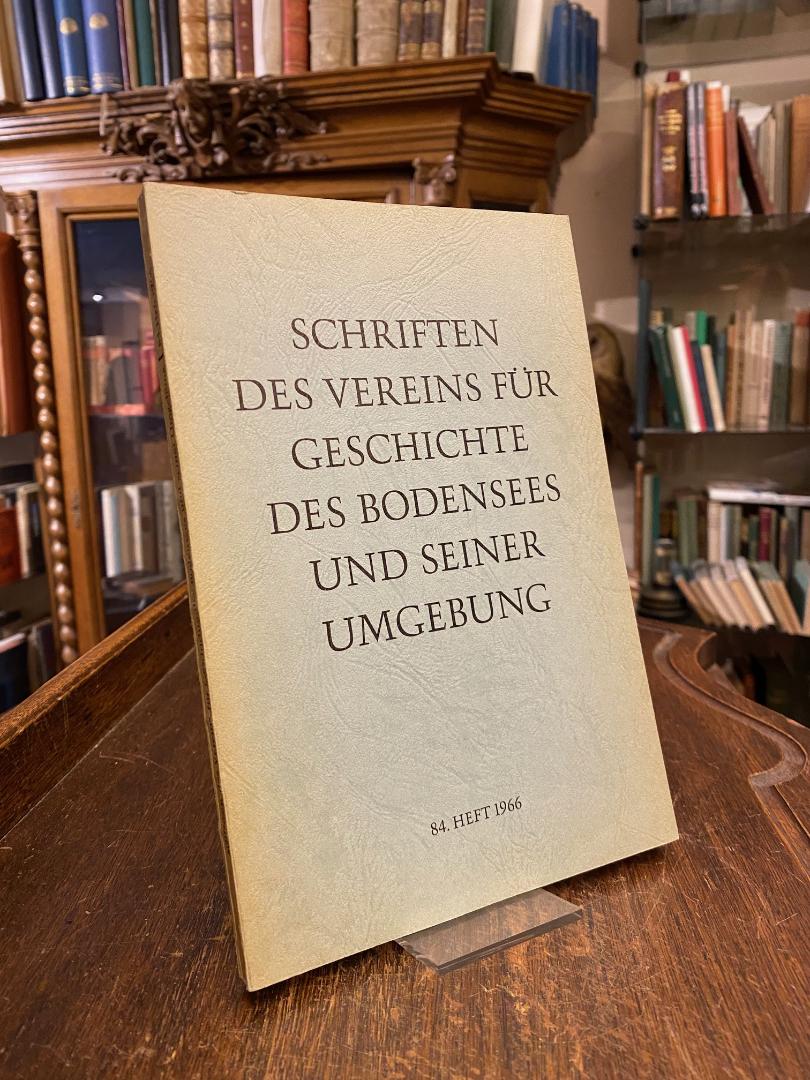 SCHRIFTEN
DES VEREINS FÜR
GESCHICHTE
DES BODENSEES
UND SEINER
UMGEBUNG
84. HEFT 1966